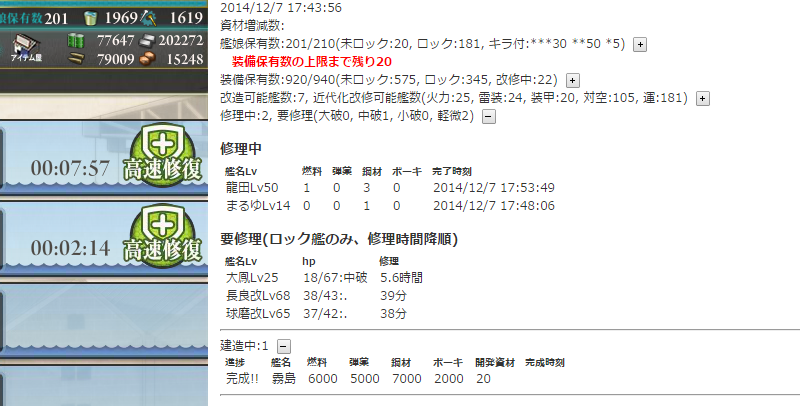 娘保有数201 1969 1619
77647 202272
アイテム屋
79009 15248
00:07:57 高速修復
00:02:14 高速修復
2014/12/7 17:43:56
資材増減数:
艦娘保有数:201/210(未ロック:20, ロック:181, キラ付:***30 **50 *5) +
装備保有数の上限まで残り20
装備保有数:920/940(未ロック:575, ロック:345, 改修中:22) +
改造可能艦数:7, 近代化改修可能艦数(火力:25, 雷装:24, 装甲:20, 対空:105, 運:181) +
修理中:2, 要修理(大破0, 中破1, 小破0, 軽微2) −
修理中
艦名Lv 燃料 弾薬 鋼材 ボーキ 完了時刻
龍田Lv50 1 0 3 0 2014/12/7 17:53:49
まるゆLv14 0 0 1 0 2014/12/7 17:48:06
要修理(ロック艦のみ、修理時間降順)
艦名Lv hp 修理
大鳳Lv25 18/67:中破 5.6時間
長良改Lv68 38/43:. 39分
球磨改Lv65 37/42:. 38分
建造中:1 −
進捗 艦名 燃料 弾薬 鋼材 ボーキ 開発資材 完成時刻
完成!! 霧島 6000 5000 7000 2000 20